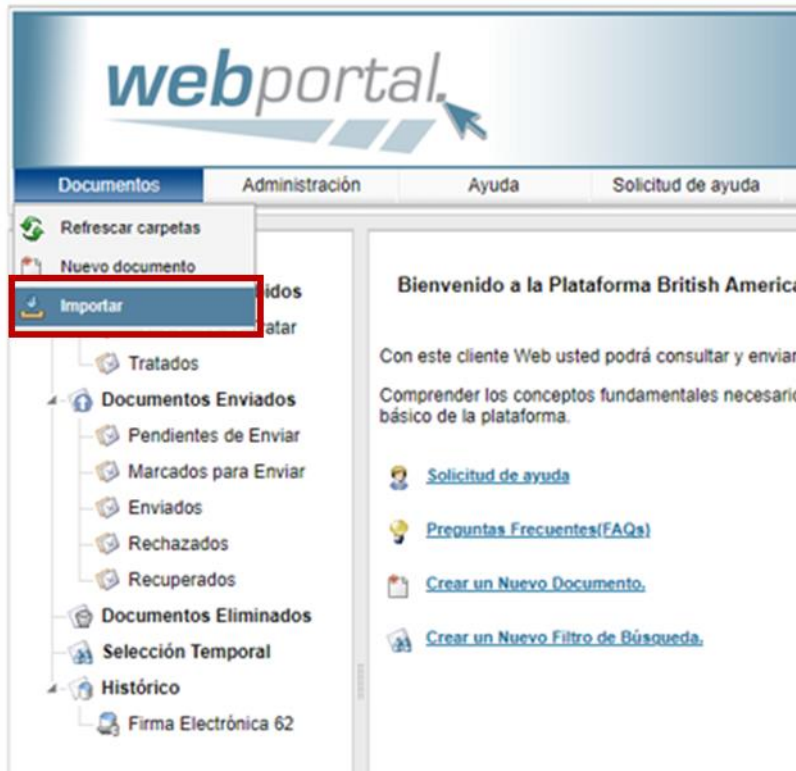 webportal.
Documentos Administración Ayuda Solicitud de ayuda
Refrescar carpetas
Nuevo documento
Importar
Tratados
Documentos Enviados
Pendientes de Enviar
Marcados para Enviar
Enviados
Rechazados
Recuperados
Documentos Eliminados
Selección Temporal
Histórico
Firma Electrónica 62
Bienvenido a la Plataforma British America
Con este cliente Web usted podrá consultar y enviar
Comprender los conceptos fundamentales necesario
básico de la plataforma.
Solicitud de ayuda
Preguntas Frecuentes(FAQs)
Crear un Nuevo Documento.
Crear un Nuevo Filtro de Búsqueda.